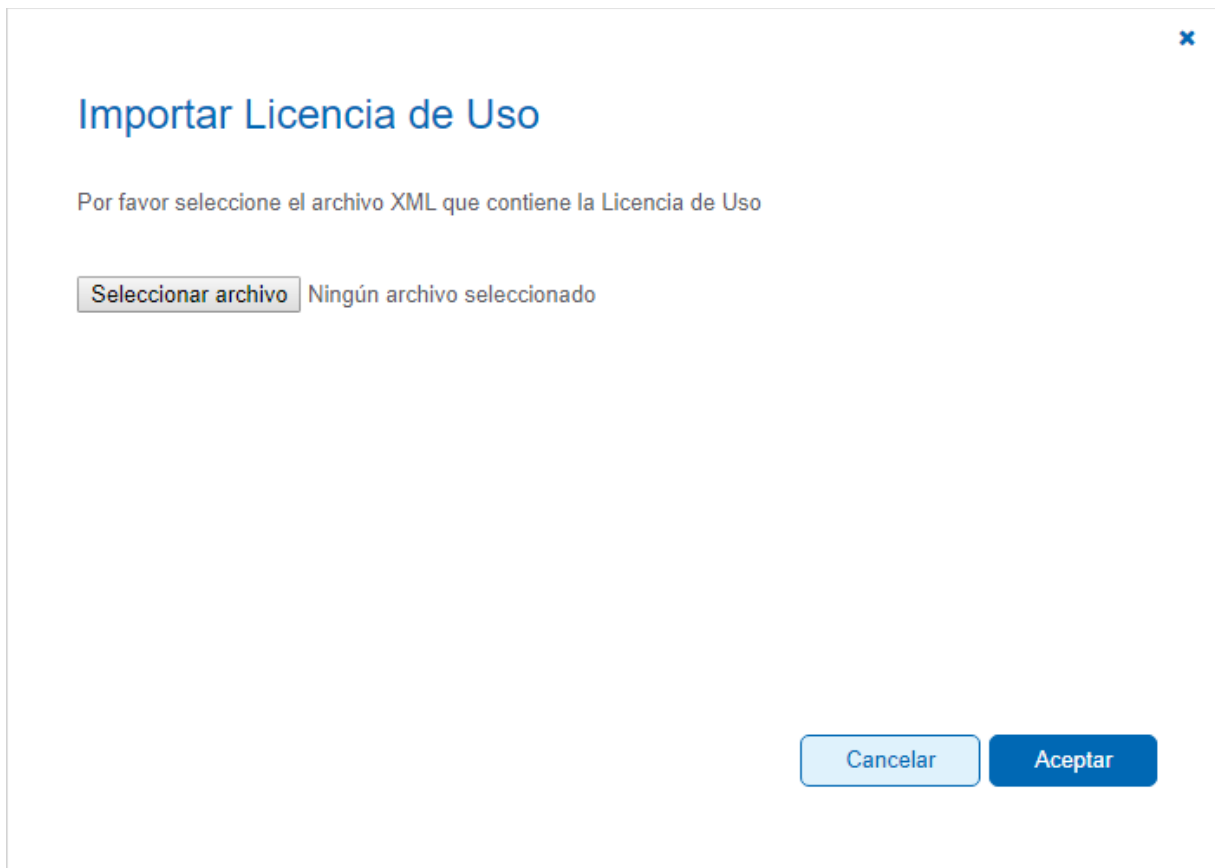 Importar Licencia de Uso
Por favor seleccione el archivo XML que contiene la Licencia de Uso
Seleccionar archivo Ningún archivo seleccionado
Cancelar Aceptar